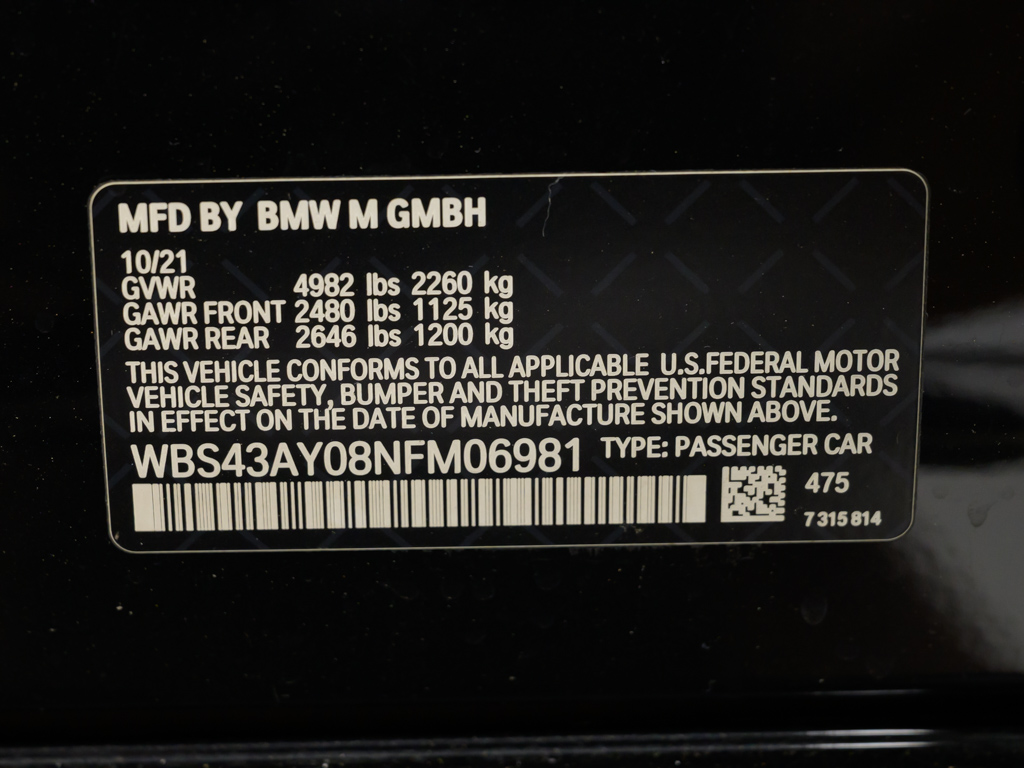 MFD BY BMW M GMBH
10/21
GVWR 4982 lbs 2260 kg
GAWR FRONT 2480 lbs 1125 kg
GAWR REAR 2646 lbs 1200 kg
THIS VEHICLE CONFORMS TO ALL APPLICABLE U.S.FEDERAL MOTOR
VEHICLE SAFETY, BUMPER AND THEFT PREVENTION STANDARDS
IN EFFECT ON THE DATE OF MANUFACTURE SHOWN ABOVE.
WBS43AY08NFM06981 TYPE: PASSENGER CAR
475
7 315 814